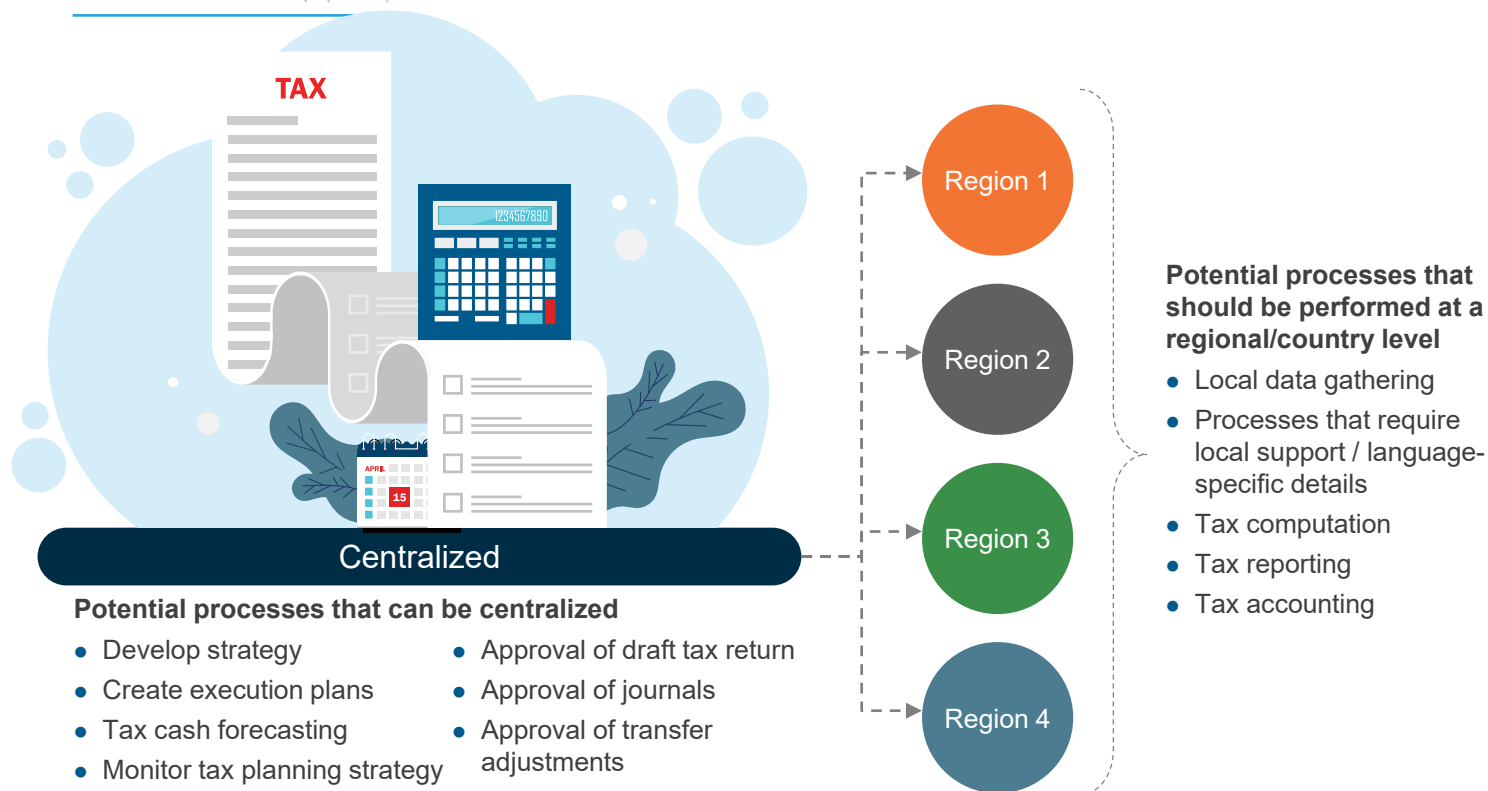 TAX
1234567890
APRIL
15
Centralized
Potential processes that can be centralized
● Develop strategy
● Create execution plans
● Tax cash forecasting
● Monitor tax planning strategy
● Approval of draft tax return
● Approval of journals
● Approval of transfer
adjustments
Region 1
Region 2
Region 3
Region 4
Potential processes that
should be performed at a
regional/country level
● Local data gathering
● Processes that require
local support / language-
specific details
● Tax computation
● Tax reporting
● Tax accounting